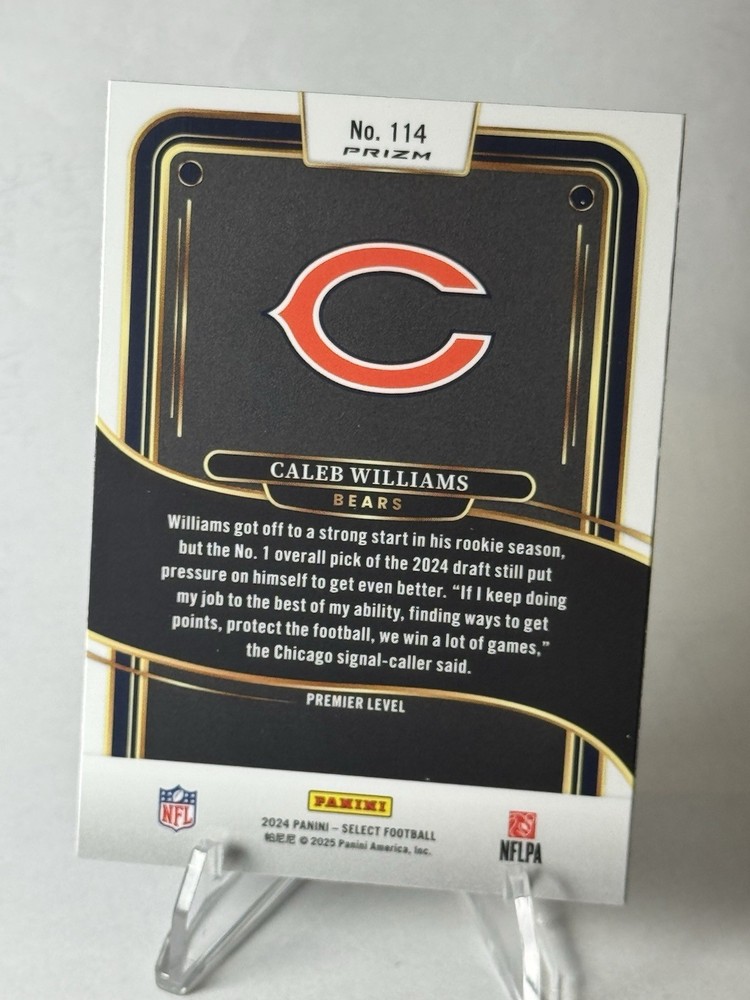 No. 114
PRIZM
CALEB WILLIAMS
BEARS
Williams got off to a strong start in his rookie season,
but the No. 1 overall pick of the 2024 draft still put
pressure on himself to get even better. “If I keep doing
my job to the best of my ability, finding ways to get
points, protect the football, we win a lot of games,”
the Chicago signal-caller said.
PREMIER LEVEL
NFL
PANINI
2024 PANINI – SELECT FOOTBALL
帕尼尼 © 2025 Panini America, Inc.
NFLPA